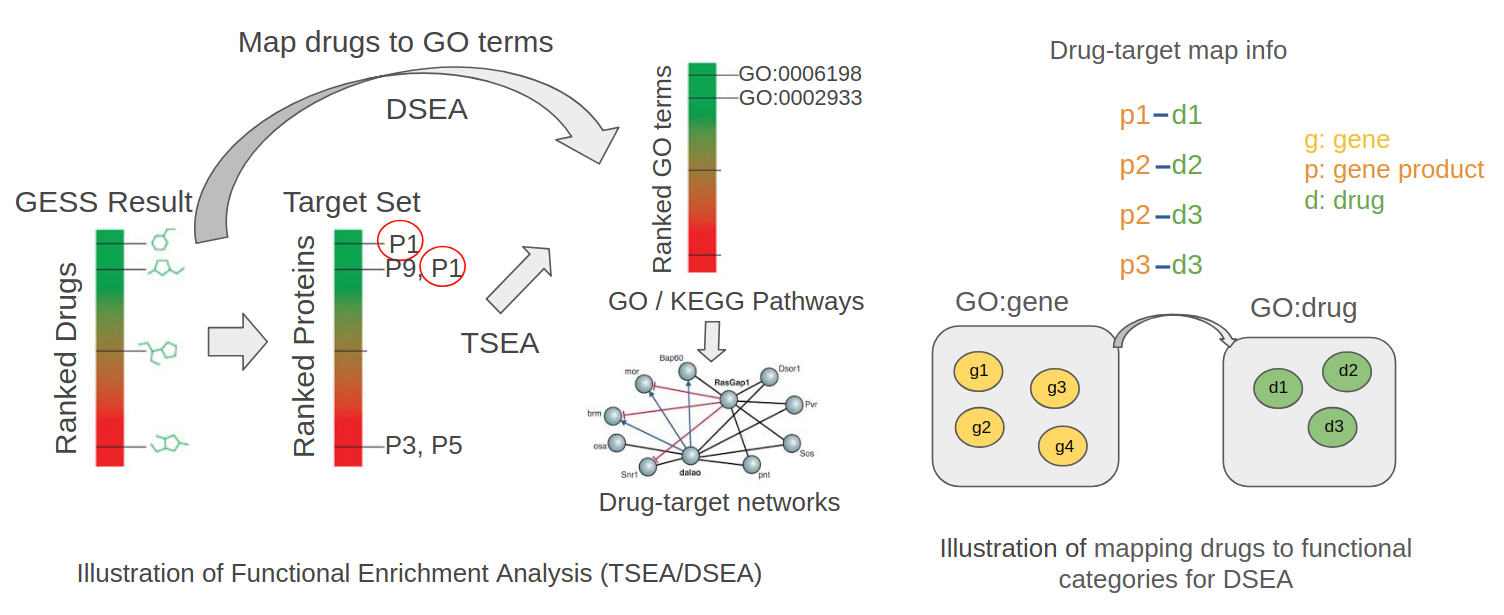 Map drugs to GO terms
DSEA
GESS Result
Ranked Drugs
Target Set
Ranked Proteins
P1
P9, P1
P3, P5
TSEA
Ranked GO terms
GO:0006198
GO:0002933
GO / KEGG Pathways
Bap60
mor
RasGap1
Dsor1
brm
Pvr
osa
Sos
Snr1
dalao
pnt
Drug-target networks
Illustration of Functional Enrichment Analysis (TSEA/DSEA)
Drug-target map info
p1-d1
p2-d2
p2-d3
p3-d3
g: gene
p: gene product
d: drug
GO:gene
g1
g3
g2
g4
GO:drug
d1
d2
d3
Illustration of mapping drugs to functional
categories for DSEA